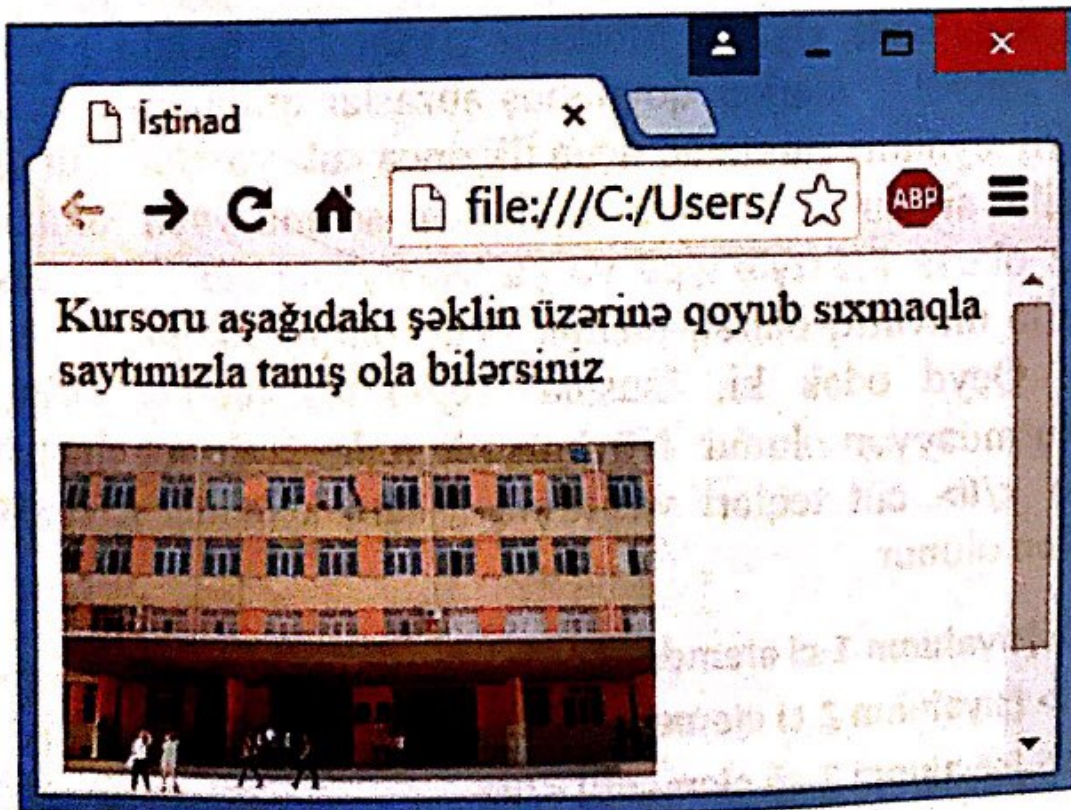 İstinad
file:///C:/Users/
ABP
Kursoru aşağıdakı şəklin üzərinə qoyub sıxmaqla
saytımızla tanış ola bilərsiniz